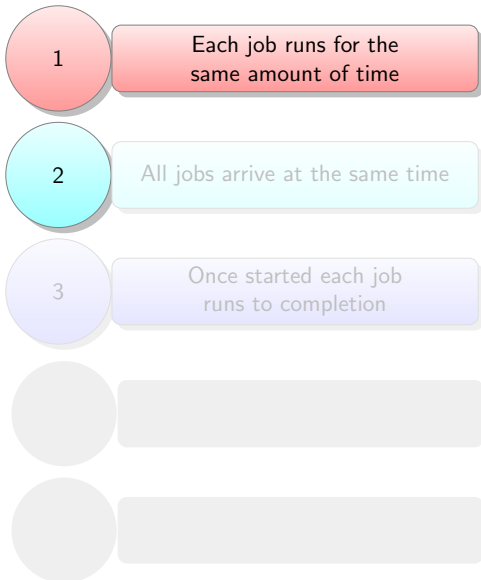 1
Each job runs for the
same amount of time
2
All jobs arrive at the same time
3
Once started each job
runs to completion